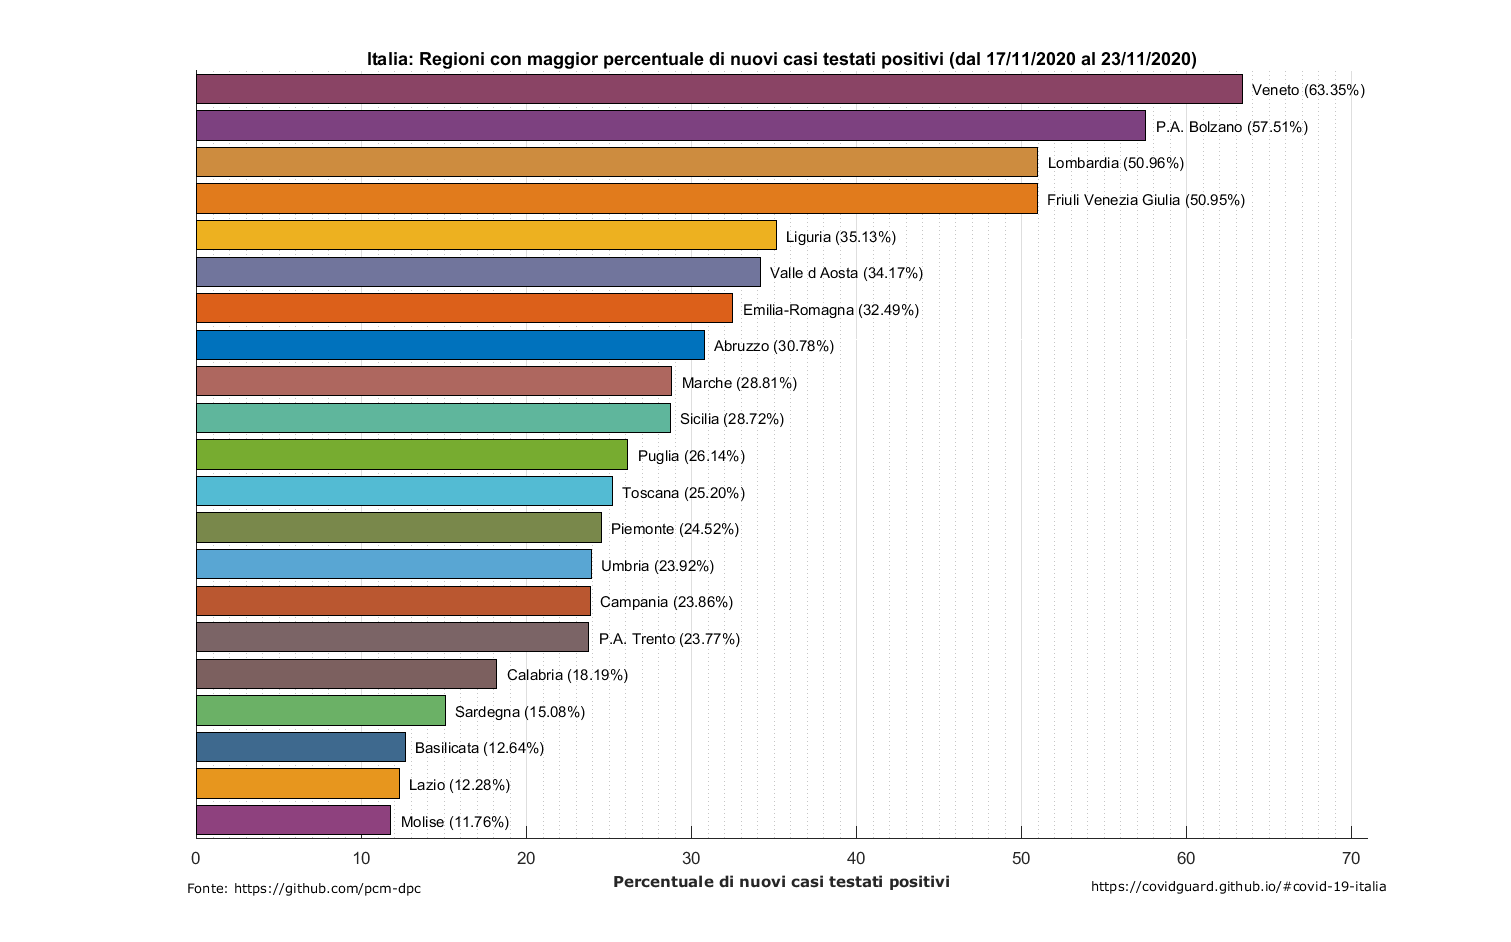 Italia: Regioni con maggior percentuale di nuovi casi testati positivi (dal 17/11/2020 al 23/11/2020)
Veneto (63.35%)
P.A. Bolzano (57.51%)
Lombardia (50.96%)
Friuli Venezia Giulia (50.95%)
Liguria (35.13%)
Valle d Aosta (34.17%)
Emilia-Romagna (32.49%)
Abruzzo (30.78%)
Marche (28.81%)
Sicilia (28.72%)
Puglia (26.14%)
Toscana (25.20%)
Piemonte (24.52%)
Umbria (23.92%)
Campania (23.86%)
P.A. Trento (23.77%)
Calabria (18.19%)
Sardegna (15.08%)
Basilicata (12.64%)
Lazio (12.28%)
Molise (11.76%)
0 10 20 30 40 50 60 70
Percentuale di nuovi casi testati positivi
Fonte: https://github.com/pcm-dpc
https://covidguard.github.io/#covid-19-italia